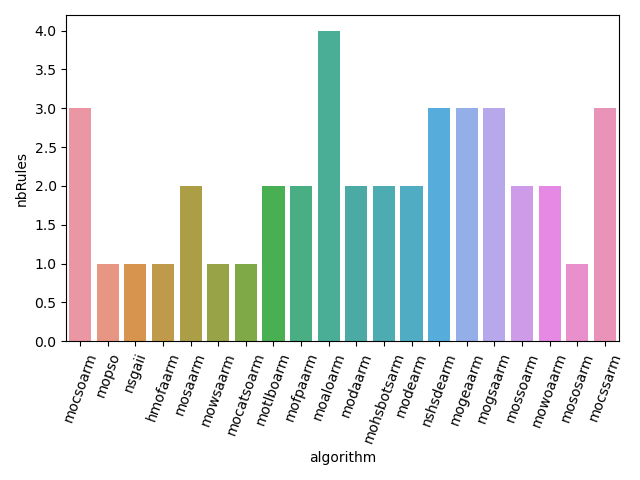 4.0
3.5
3.0
2.5
2.0
1.5
1.0
0.5
0.0
nbRules
mocsoarm
mopso
nsgaii
hmofaarm
mosaarm
mowsaarm
mocatsoarm
motlboarm
mofpaarm
moaloarm
modaarm
mohsbotsarm
modearm
nshsdearm
mogeaarm
mogsaarm
mossoarm
mowoaarm
mososarm
mocssarm
algorithm